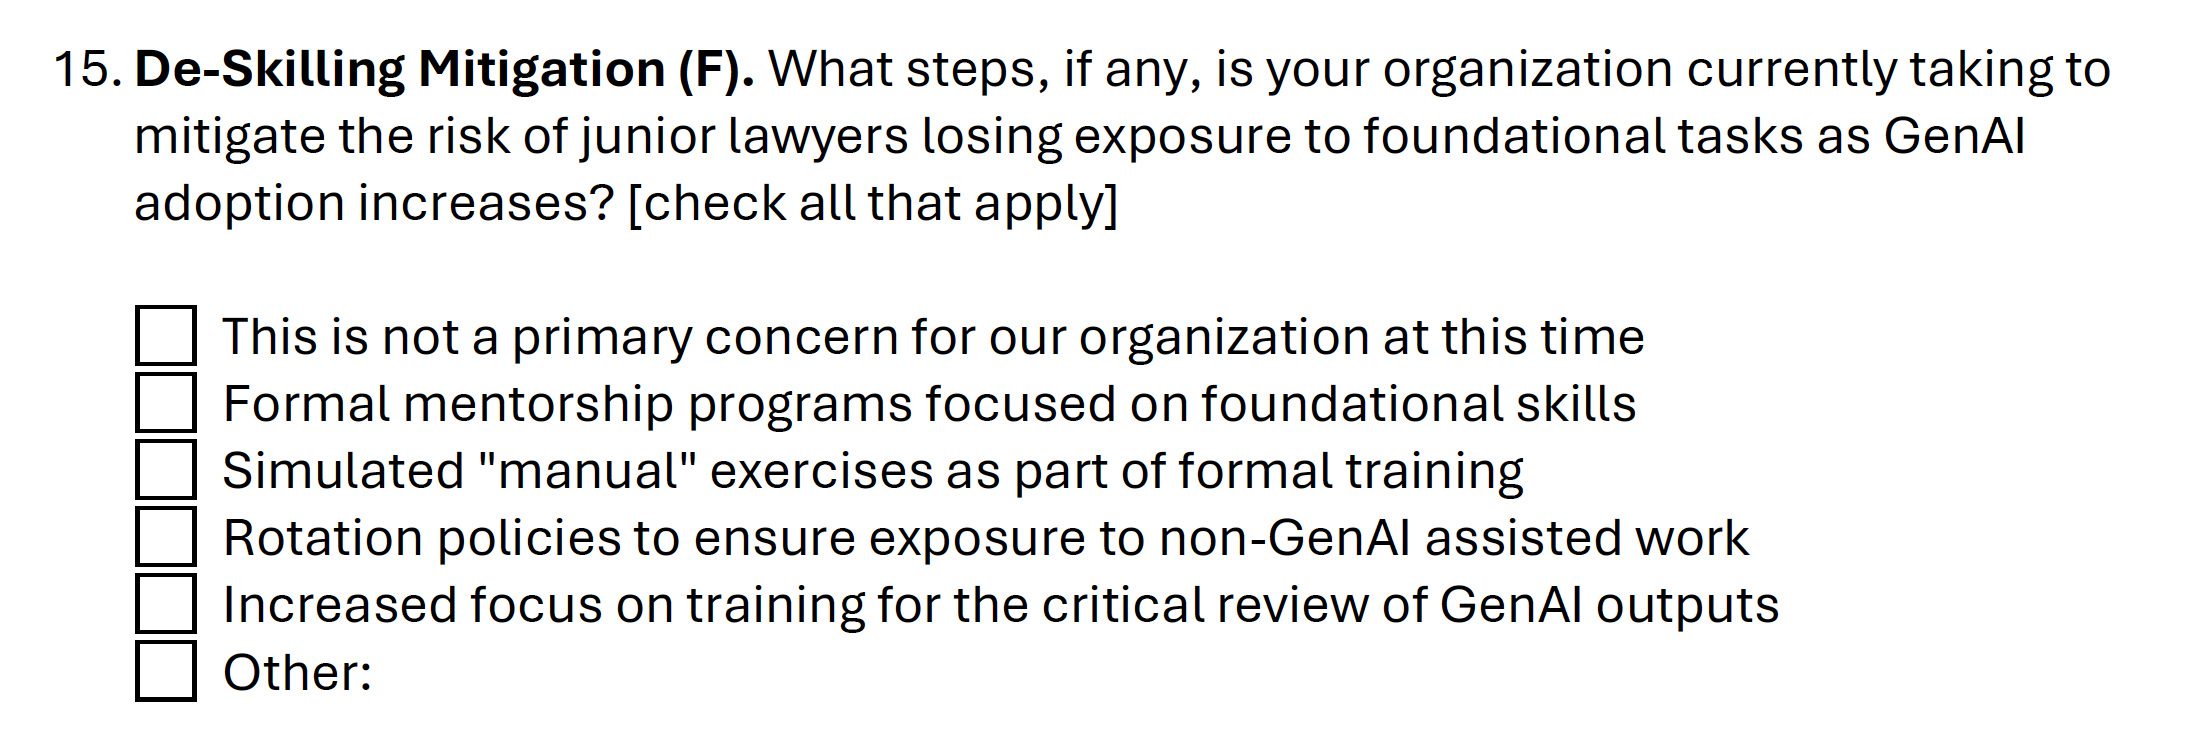 15. De-Skilling Mitigation (F). What steps, if any, is your organization currently taking to
mitigate the risk of junior lawyers losing exposure to foundational tasks as GenAI
adoption increases? [check all that apply]
This is not a primary concern for our organization at this time
Formal mentorship programs focused on foundational skills
Simulated "manual" exercises as part of formal training
Rotation policies to ensure exposure to non-GenAI assisted work
Increased focus on training for the critical review of GenAI outputs
Other: